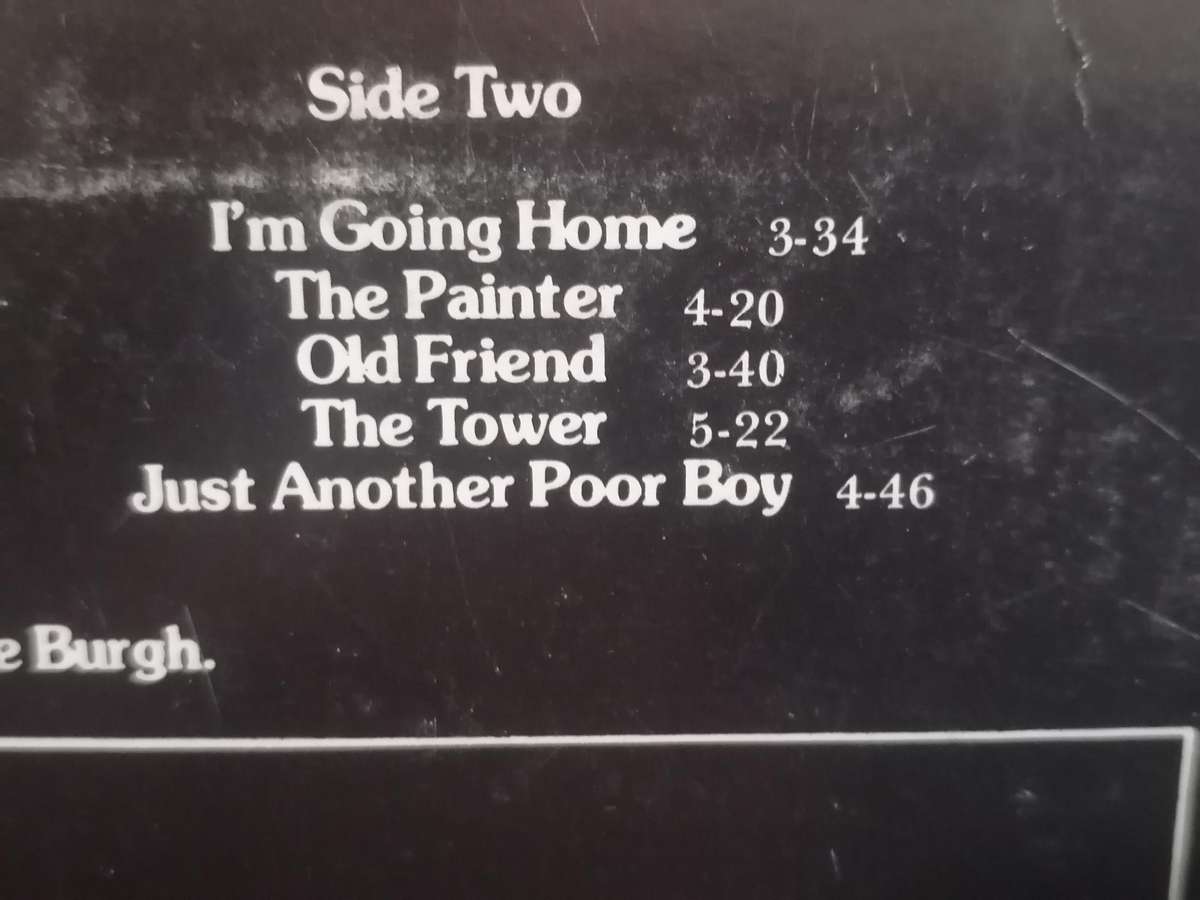 Side Two
I'm Going Home 3-34
The Painter 4-20
Old Friend 3-40
The Tower 5-22
Just Another Poor Boy 4-46
e Burgh.